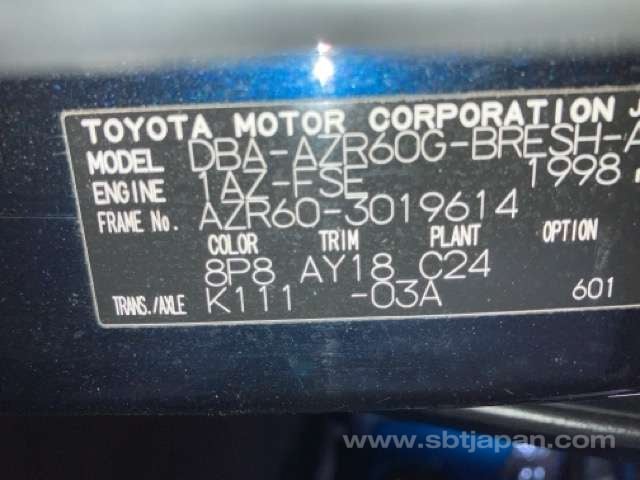 TOYOTA MOTOR CORPORATION
MODEL DBA-AZR60G-BRESH-A
ENGINE 1AZ-FSE 1998
FRAME No. AZR60-3019614
COLOR TRIM PLANT OPTION
8P8 AY18 C24
TRANS./AXLE K111 -03A 601
www.sbtjapan.com